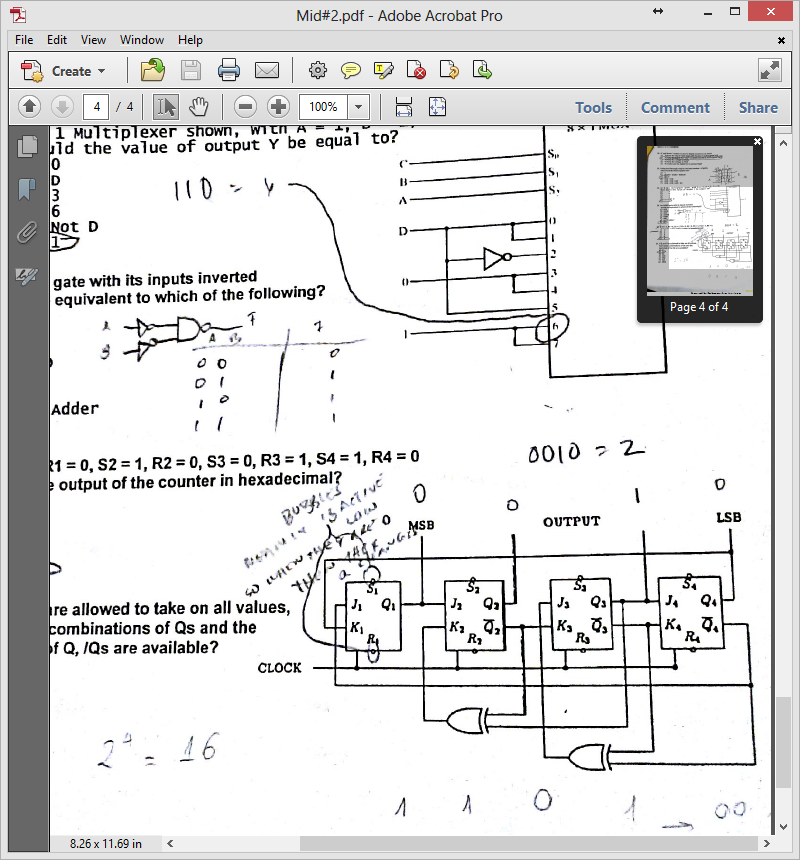 Mid#2.pdf - Adobe Acrobat Pro
File Edit View Window Help
Create
4 / 4 100% Tools Comment Share
1 Multiplexer shown, with A = 1,
uld the value of output Y be equal to?
0
D
3
6
Not D
1
110 =
C S₀
B S₁
A
D 0
1
2
0 3
4
5
1 6
7
Page 4 of 4
gate with its inputs inverted
equivalent to which of the following?
A
0 0 0
0 1 1
1 0 1
1 1 1
Adder
R1 = 0, S2 = 1, R2 = 0, S3 = 0, R3 = 1, S4 = 1, R4 = 0
e output of the counter in hexadecimal?
0010 = 2
0 0 1 0
BUBBLES
ACTIVE
LOW
MSB OUTPUT LSB
S₁ S₂ S₃ S₄
J₁ Q₁ J₂ Q₂ J₃ Q₃ J₄ Q₄
K₁ K₂ Q̅₂ K₃ Q̅₃ K₄ Q̅₄
R₁ R₂ R₃ R₄
CLOCK
are allowed to take on all values,
combinations of Qs and the
of Q, /Qs are available?
2⁴ = 16
1 1 0 1 → 00
8.26 x 11.69 in